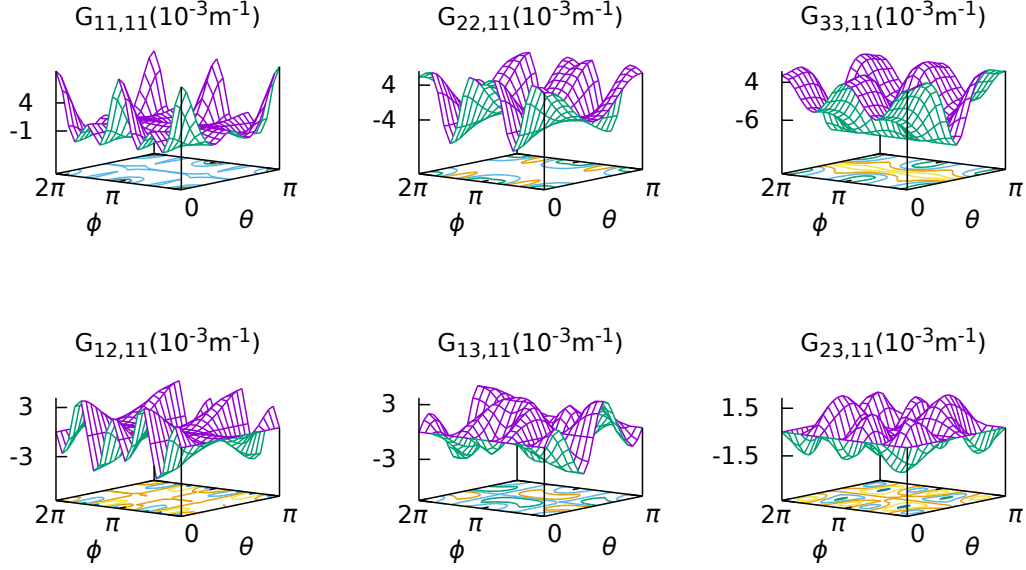 G11,11(10-3m-1)
4
-1
2π
π
0
π
ϕ
θ
G22,11(10-3m-1)
4
-4
2π
π
0
π
ϕ
θ
G33,11(10-3m-1)
4
-6
2π
π
0
π
ϕ
θ
G12,11(10-3m-1)
3
-3
2π
π
0
π
ϕ
θ
G13,11(10-3m-1)
3
-3
2π
π
0
π
ϕ
θ
G23,11(10-3m-1)
1.5
-1.5
2π
π
0
π
ϕ
θ